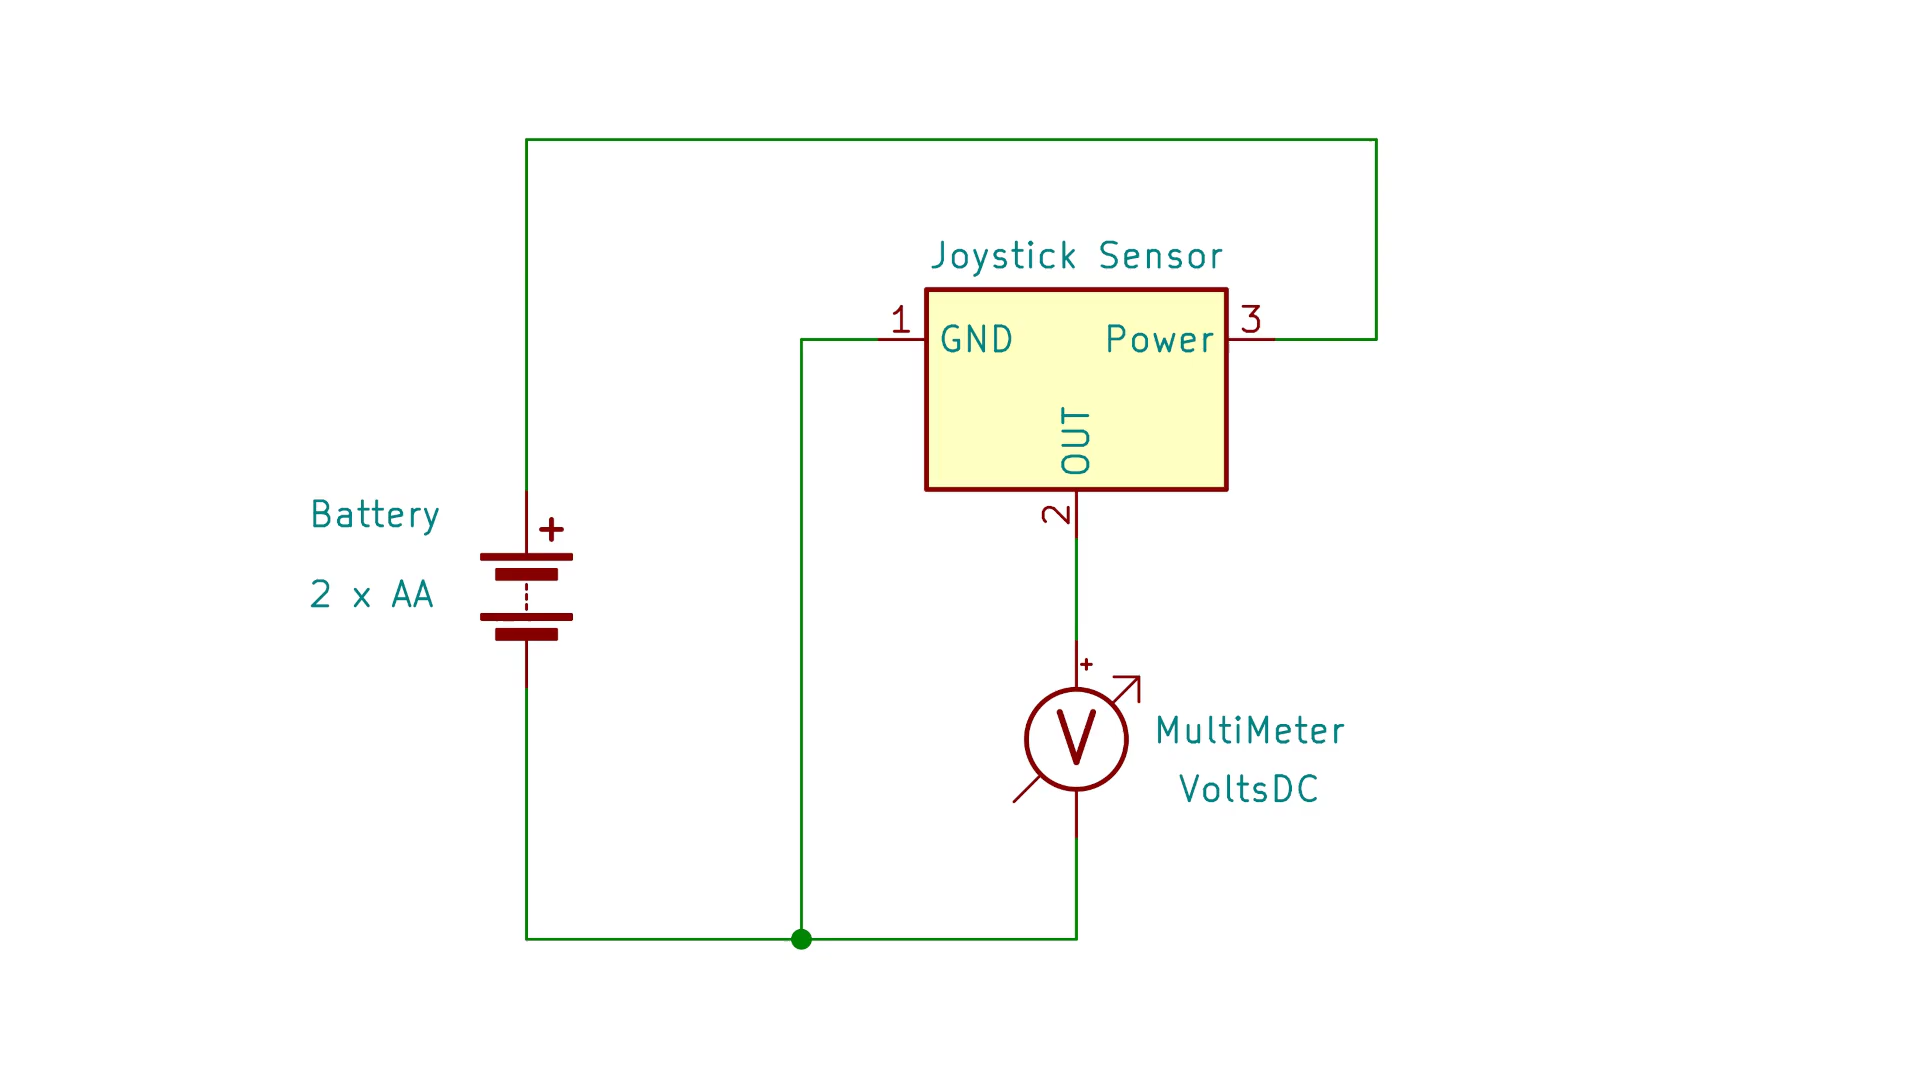 Joystick Sensor
1
GND
Power
3
OUT
2
Battery
+
2 x AA
+
V
MultiMeter
VoltsDC